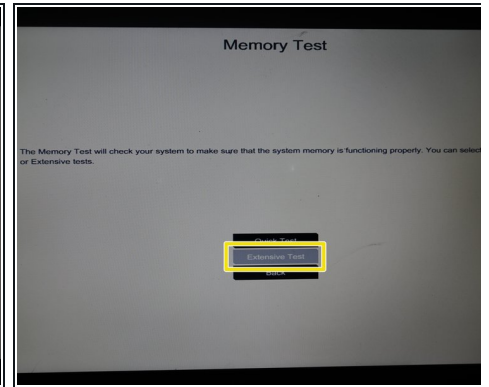 Memory Test
The Memory Test will check your system to make sure that the system memory is functioning properly. You can select
or Extensive tests.
Quick Test
Extensive Test
Back